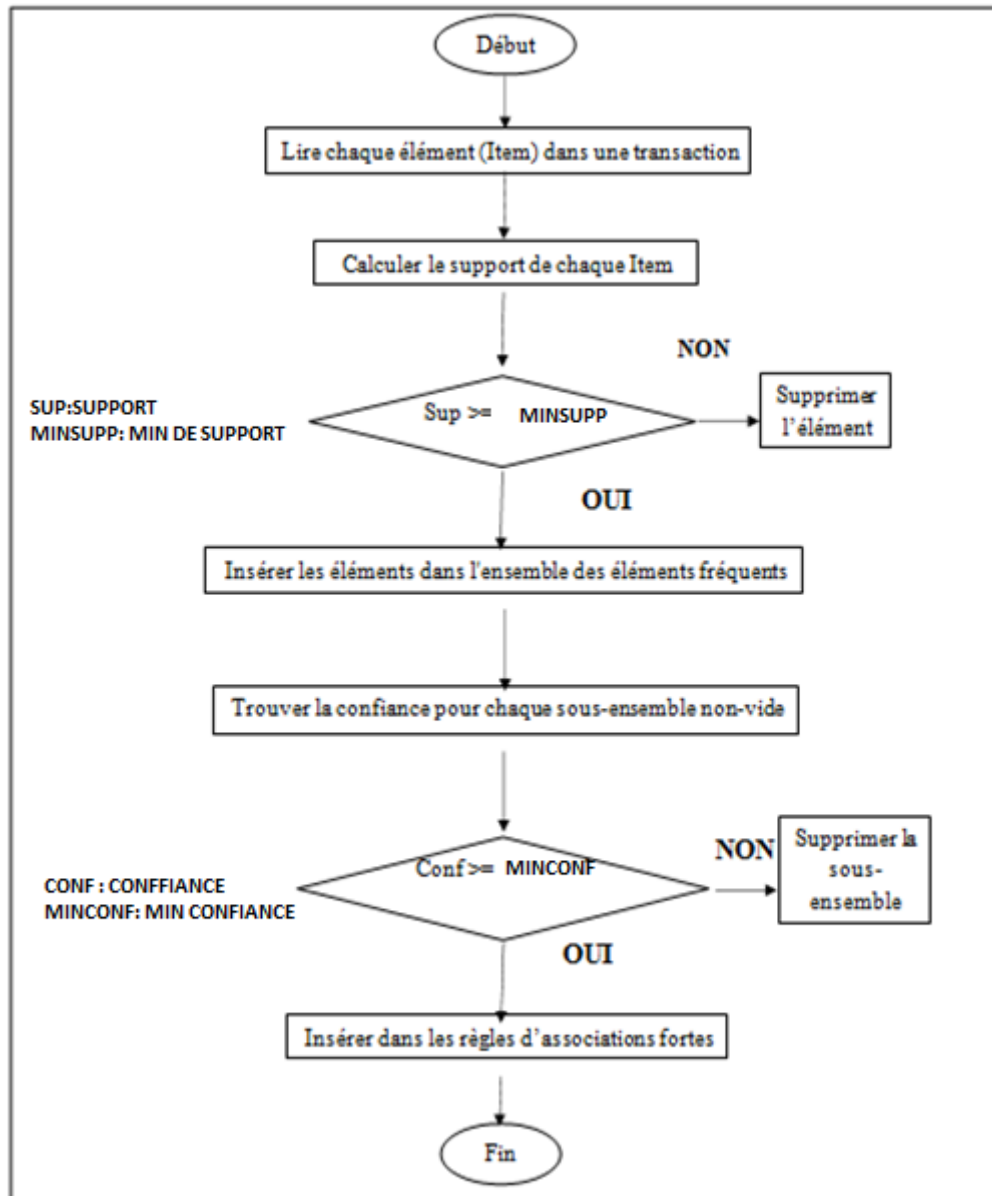 Début
Lire chaque élément (Item) dans une transaction
Calculer le support de chaque Item
NON
SUP:SUPPORT
MINSUPP: MIN DE SUPPORT
Sup >= MINSUPP
Supprimer
l'élément
OUI
Insérer les éléments dans l'ensemble des éléments fréquents
Trouver la confiance pour chaque sous-ensemble non-vide
CONF : CONFFIANCE
MINCONF: MIN CONFIANCE
Conf >= MINCONF
NON
Supprimer la
sous-
ensemble
OUI
Insérer dans les règles d'associations fortes
Fin